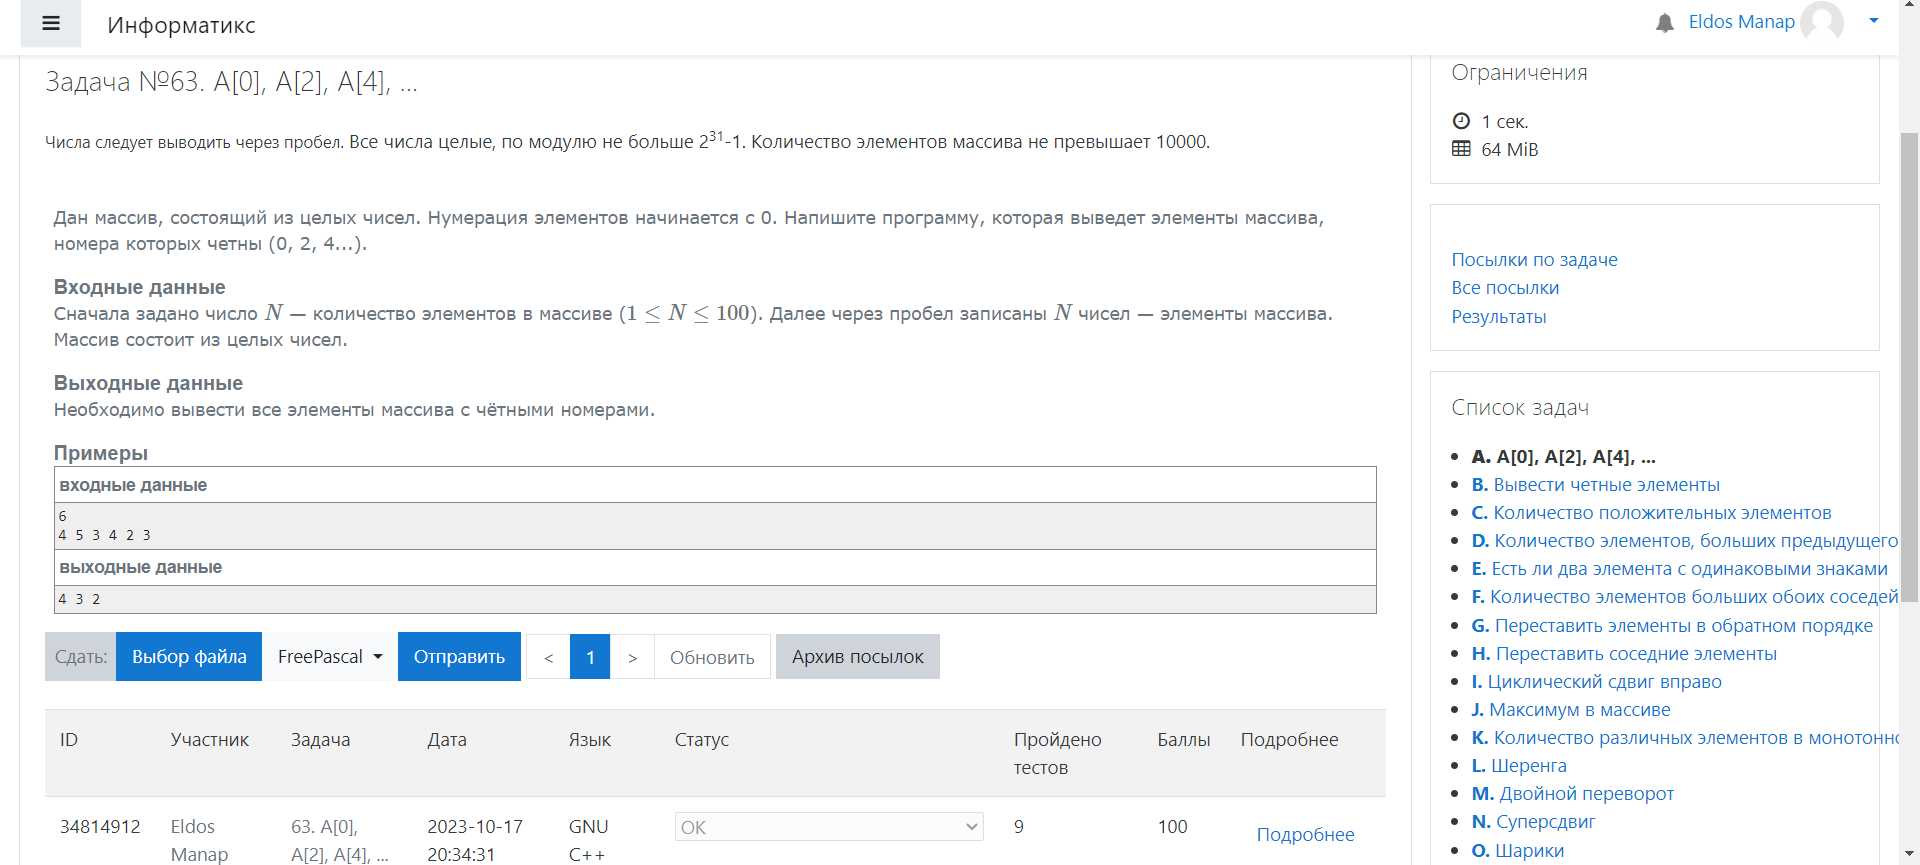 Информатикс
Eldos Manap
Задача №63. A[0], A[2], A[4], ...
Числа следует выводить через пробел. Все числа целые, по модулю не больше 2³¹-1. Количество элементов массива не превышает 10000.
Дан массив, состоящий из целых чисел. Нумерация элементов начинается с 0. Напишите программу, которая выведет элементы массива,
номера которых четны (0, 2, 4...).
Входные данные
Сначала задано число N — количество элементов в массиве (1 ≤ N ≤ 100). Далее через пробел записаны N чисел — элементы массива.
Массив состоит из целых чисел.
Выходные данные
Необходимо вывести все элементы массива с чётными номерами.
Примеры
входные данные
6
4 5 3 4 2 3
выходные данные
4 3 2
Сдать: Выбор файла FreePascal Отправить < 1 > Обновить Архив посылок
ID Участник Задача Дата Язык Статус Пройдено тестов Баллы Подробнее
34814912 Eldos Manap 63. A[0], A[2], A[4], ... 2023-10-17 20:34:31 GNU C++ OK 9 100 Подробнее
Ограничения
1 сек.
64 MiB
Посылки по задаче
Все посылки
Результаты
Список задач
A. A[0], A[2], A[4], ...
B. Вывести четные элементы
C. Количество положительных элементов
D. Количество элементов, больших предыдущего
E. Есть ли два элемента с одинаковыми знаками
F. Количество элементов больших обоих соседей
G. Переставить элементы в обратном порядке
H. Переставить соседние элементы
I. Циклический сдвиг вправо
J. Максимум в массиве
K. Количество различных элементов в монотонно
L. Шеренга
M. Двойной переворот
N. Суперсдвиг
O. Шарики